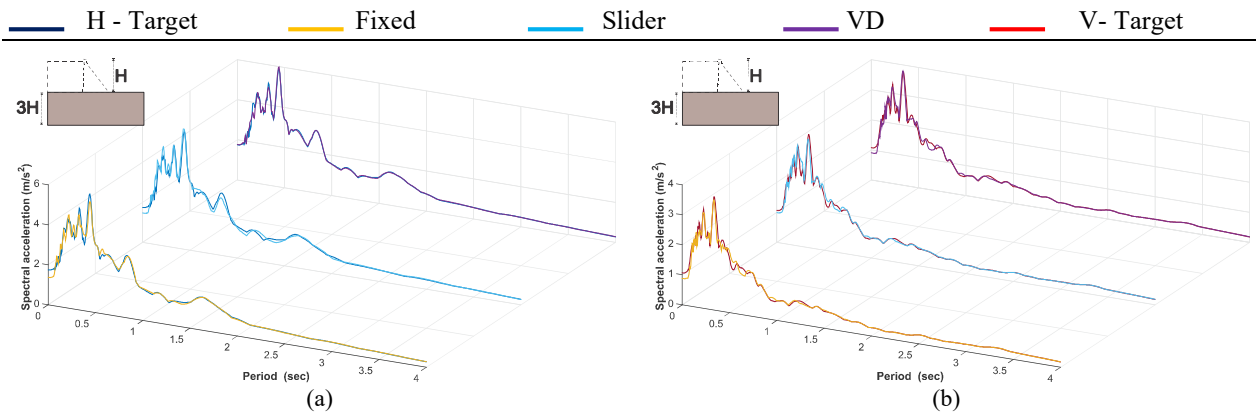 H - Target Fixed Slider VD V- Target
H
3H
Spectral acceleration (m/s²)
6
4
2
0
0 0.5 1 1.5 2 2.5 3 3.5 4
Period (sec)
(a)
H
3H
Spectral acceleration (m/s²)
4
3
2
1
0
0 0.5 1 1.5 2 2.5 3 3.5 4
Period (sec)
(b)